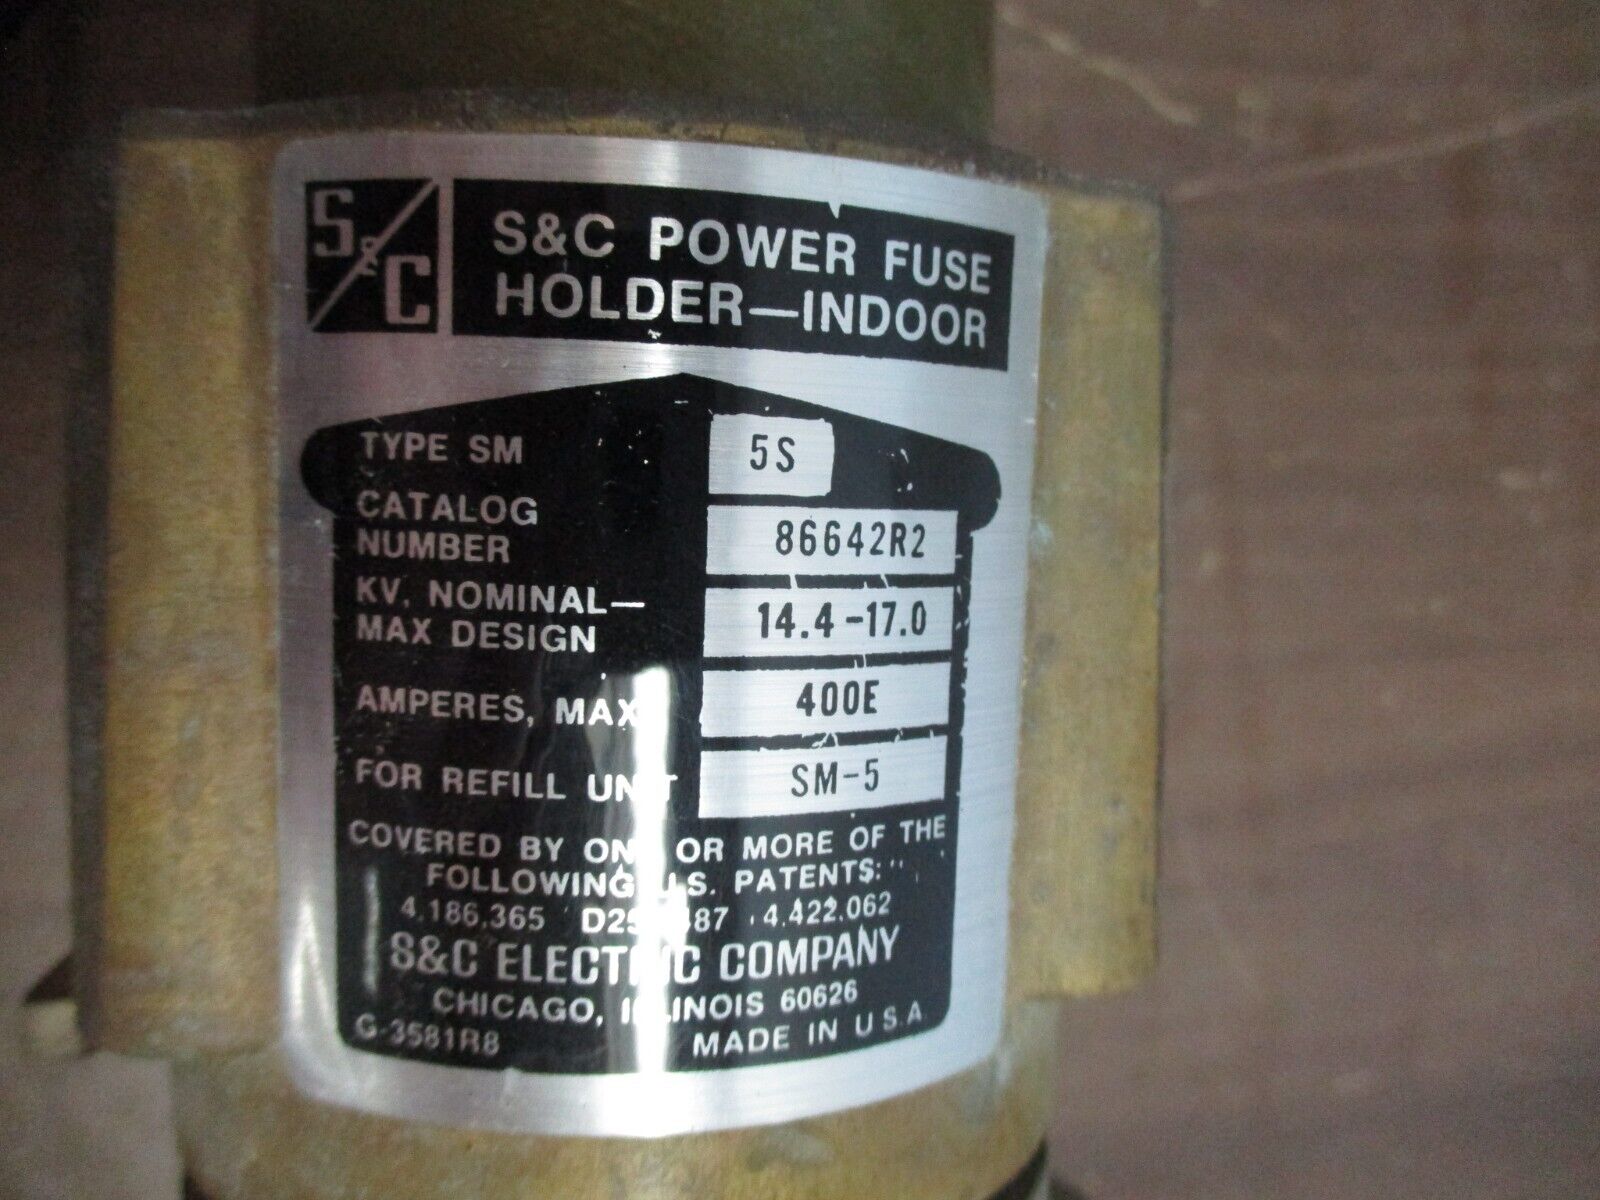 S&C
S&C POWER FUSE
HOLDER—INDOOR
TYPE SM 5S
CATALOG
NUMBER 86642R2
KV. NOMINAL—
MAX DESIGN 14.4-17.0
AMPERES, MAX 400E
FOR REFILL UNIT SM-5
COVERED BY ONE OR MORE OF THE
FOLLOWING U.S. PATENTS:
4,186,365 4,422,062
S&C ELECTRIC COMPANY
CHICAGO, ILLINOIS 60626
G-3581R8 MADE IN U.S.A.